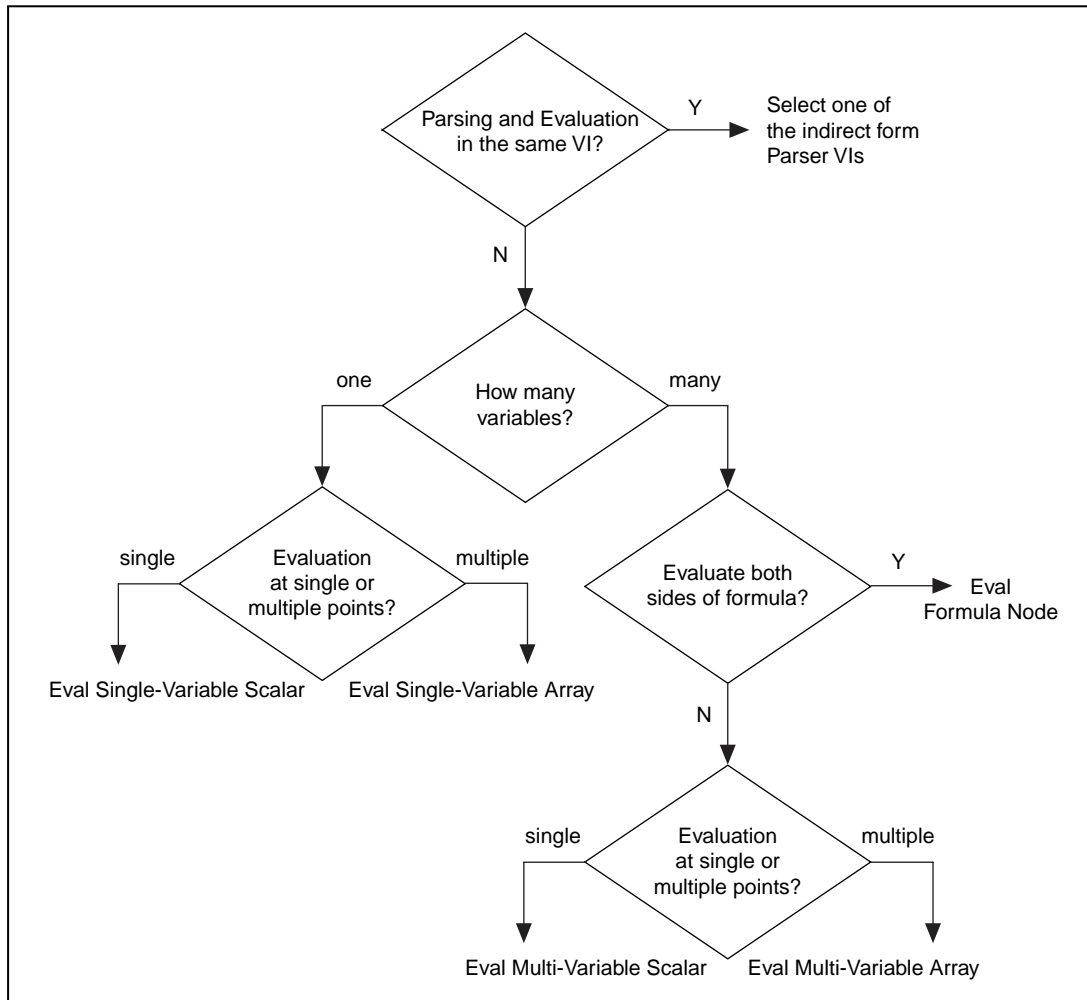 Parsing and Evaluation
in the same VI?
Y
Select one of
the indirect form
Parser VIs
N
How many
variables?
one
many
Evaluation
at single or
multiple points?
single
multiple
Eval Single-Variable Scalar
Eval Single-Variable Array
Evaluate both
sides of formula?
Y
Eval
Formula Node
N
Evaluation
at single or
multiple points?
single
multiple
Eval Multi-Variable Scalar
Eval Multi-Variable Array